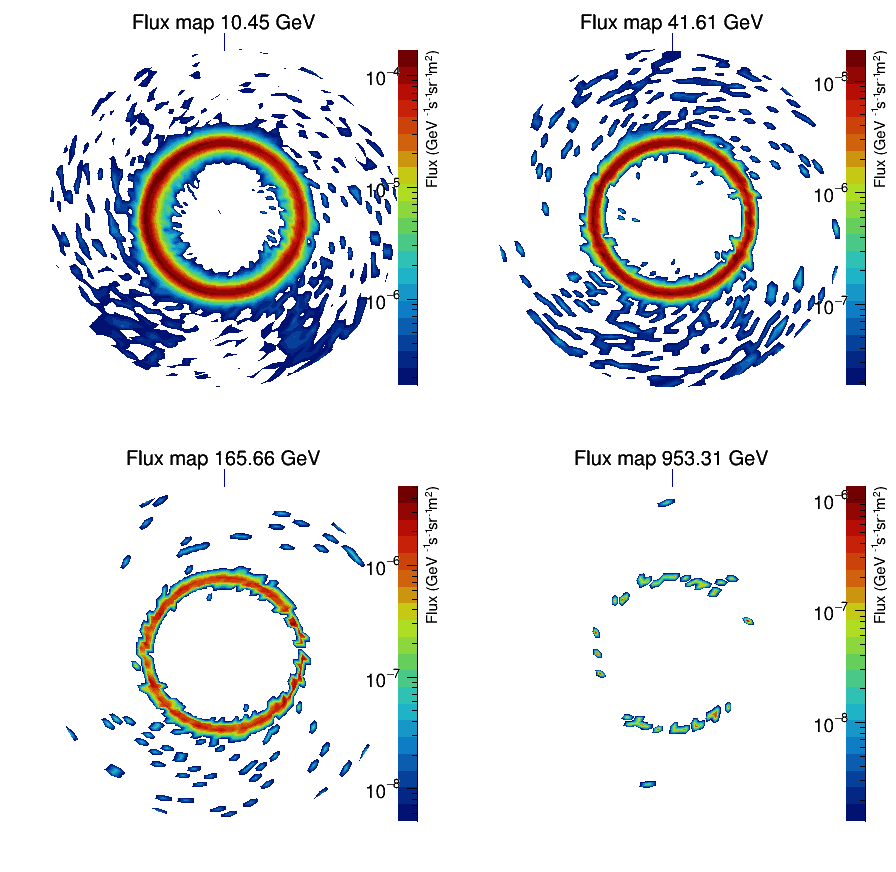 Flux map 10.45 GeV
10⁻⁴
10⁻⁵
10⁻⁶
Flux (GeV ⁻¹s⁻¹sr⁻¹m²)
Flux map 41.61 GeV
10⁻⁵
10⁻⁶
10⁻⁷
Flux (GeV ⁻¹s⁻¹sr⁻¹m²)
Flux map 165.66 GeV
10⁻⁶
10⁻⁷
10⁻⁸
Flux (GeV ⁻¹s⁻¹sr⁻¹m²)
Flux map 953.31 GeV
10⁻⁶
10⁻⁷
10⁻⁸
Flux (GeV ⁻¹s⁻¹sr⁻¹m²)